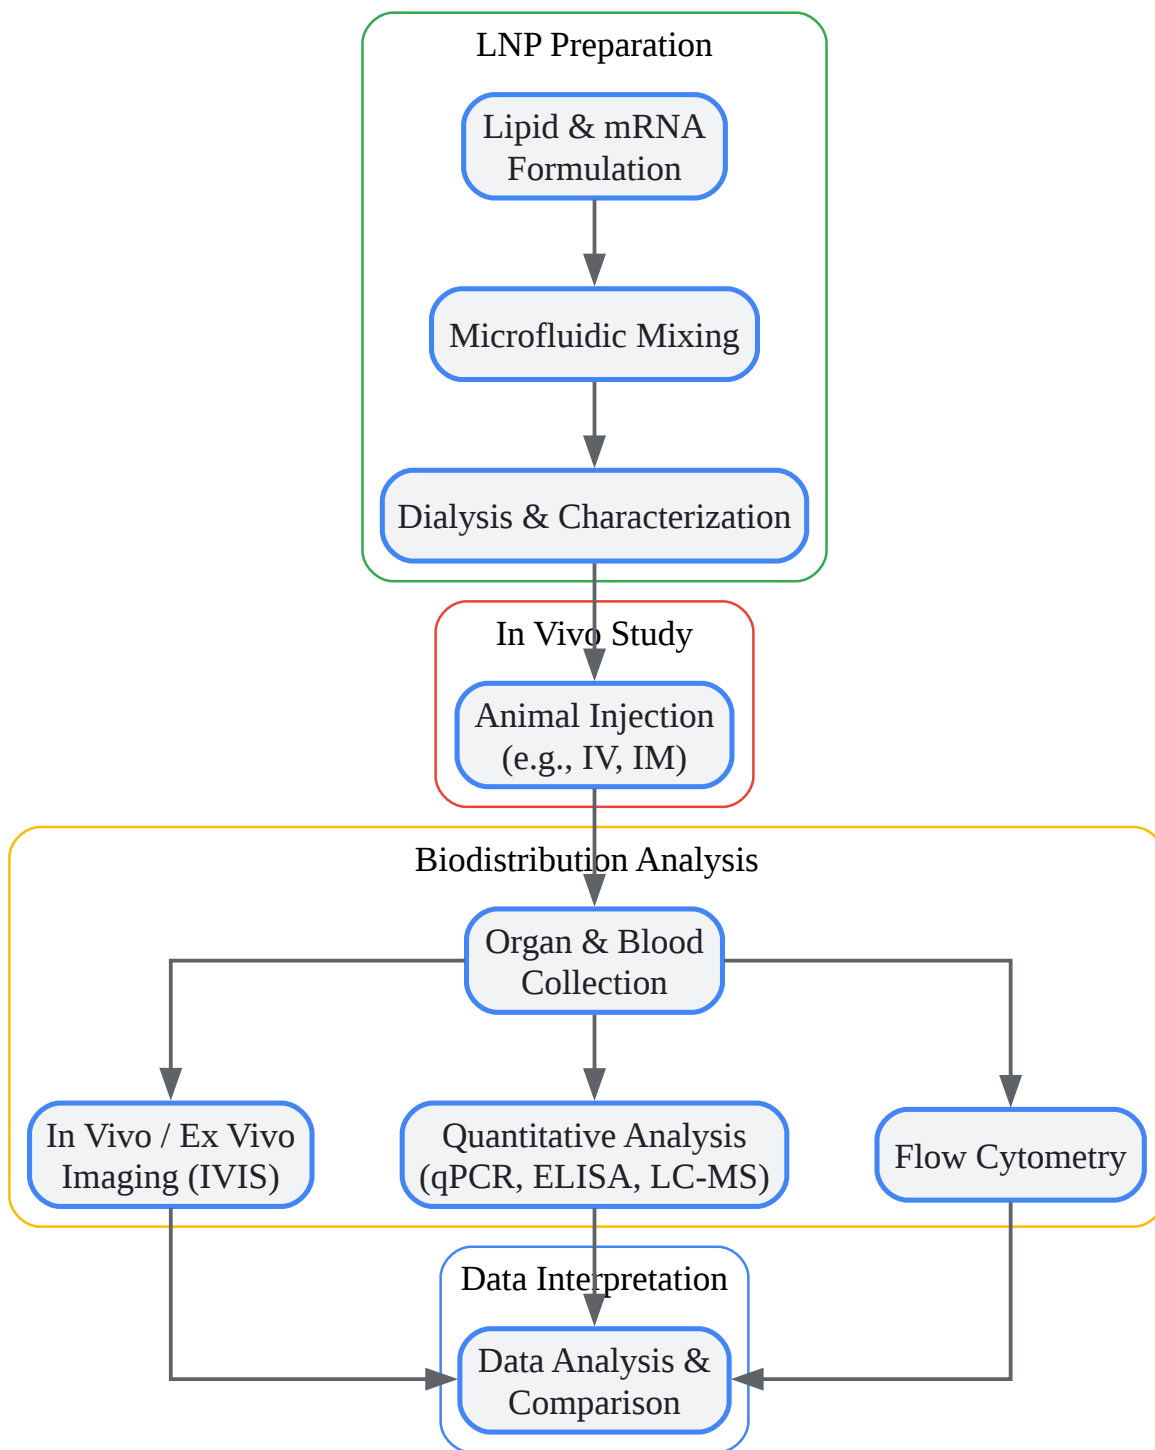 LNP Preparation
Lipid & mRNA
Formulation
Microfluidic Mixing
Dialysis & Characterization
In Vivo Study
Animal Injection
(e.g., IV, IM)
Biodistribution Analysis
Organ & Blood
Collection
In Vivo / Ex Vivo
Imaging (IVIS)
Quantitative Analysis
(qPCR, ELISA, LC-MS)
Flow Cytometry
Data Interpretation
Data Analysis &
Comparison